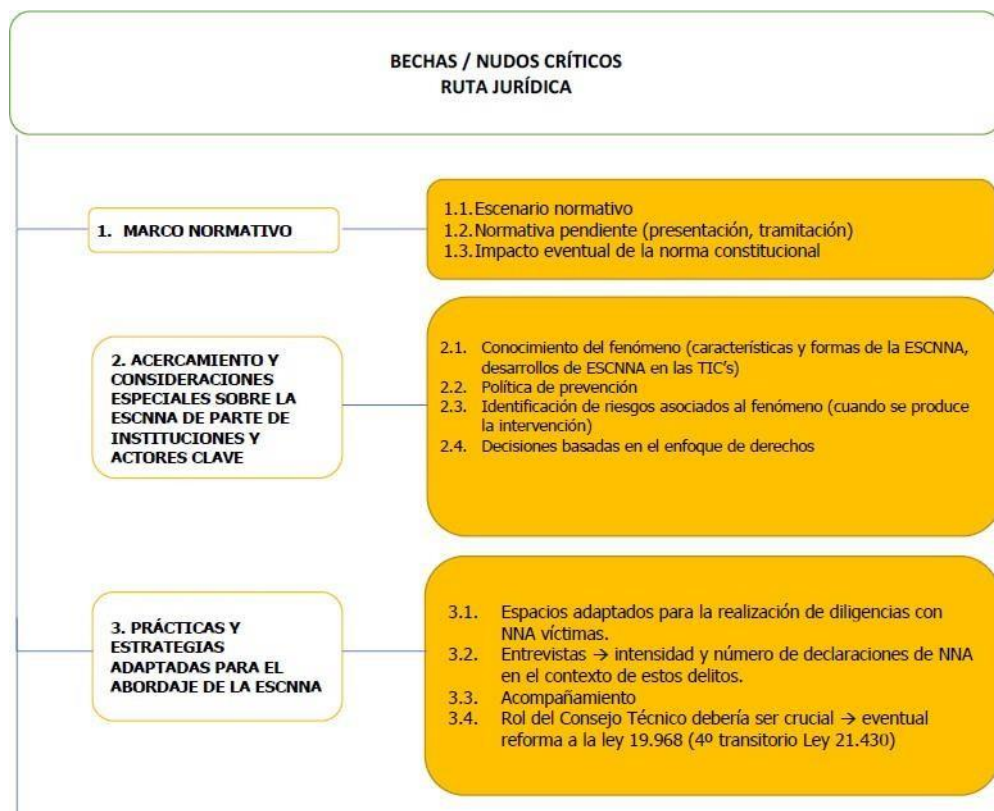 BECHAS / NUDOS CRÍTICOS
RUTA JURÍDICA
1. MARCO NORMATIVO
1.1. Escenario normativo
1.2. Normativa pendiente (presentación, tramitación)
1.3. Impacto eventual de la norma constitucional
2. ACERCAMIENTO Y
CONSIDERACIONES
ESPECIALES SOBRE LA
ESCNNA DE PARTE DE
INSTITUCIONES Y
ACTORES CLAVE
2.1. Conocimiento del fenómeno (características y formas de la ESCNNA,
desarrollos de ESCNNA en las TIC's)
2.2. Política de prevención
2.3. Identificación de riesgos asociados al fenómeno (cuando se produce
la intervención)
2.4. Decisiones basadas en el enfoque de derechos
3. PRÁCTICAS Y
ESTRATEGIAS
ADAPTADAS PARA EL
ABORDAJE DE LA ESCNNA
3.1. Espacios adaptados para la realización de diligencias con
NNA víctimas.
3.2. Entrevistas → intensidad y número de declaraciones de NNA
en el contexto de estos delitos.
3.3. Acompañamiento
3.4. Rol del Consejo Técnico debería ser crucial → eventual
reforma a la ley 19.968 (4º transitorio Ley 21.430)